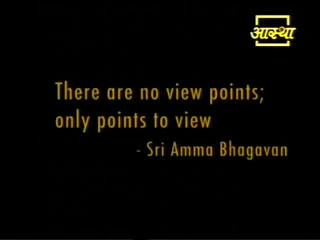 आस्था
There are no view points;
only points to view
- Sri Amma Bhagavan